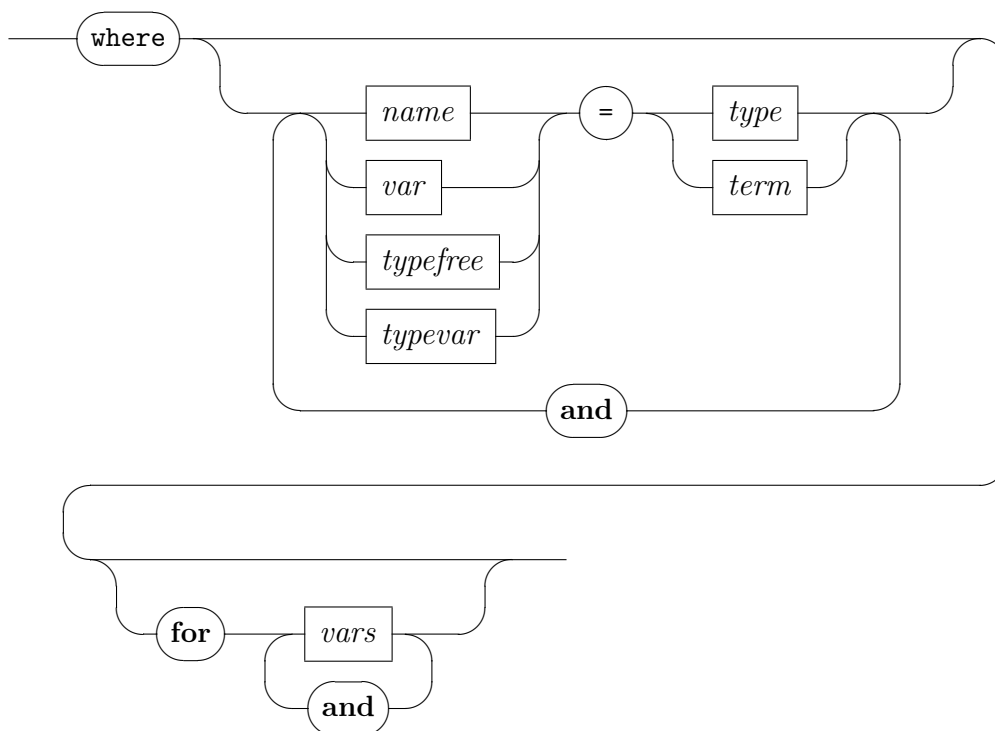 where
name = type
var term
typefree
typevar
and
for vars
and